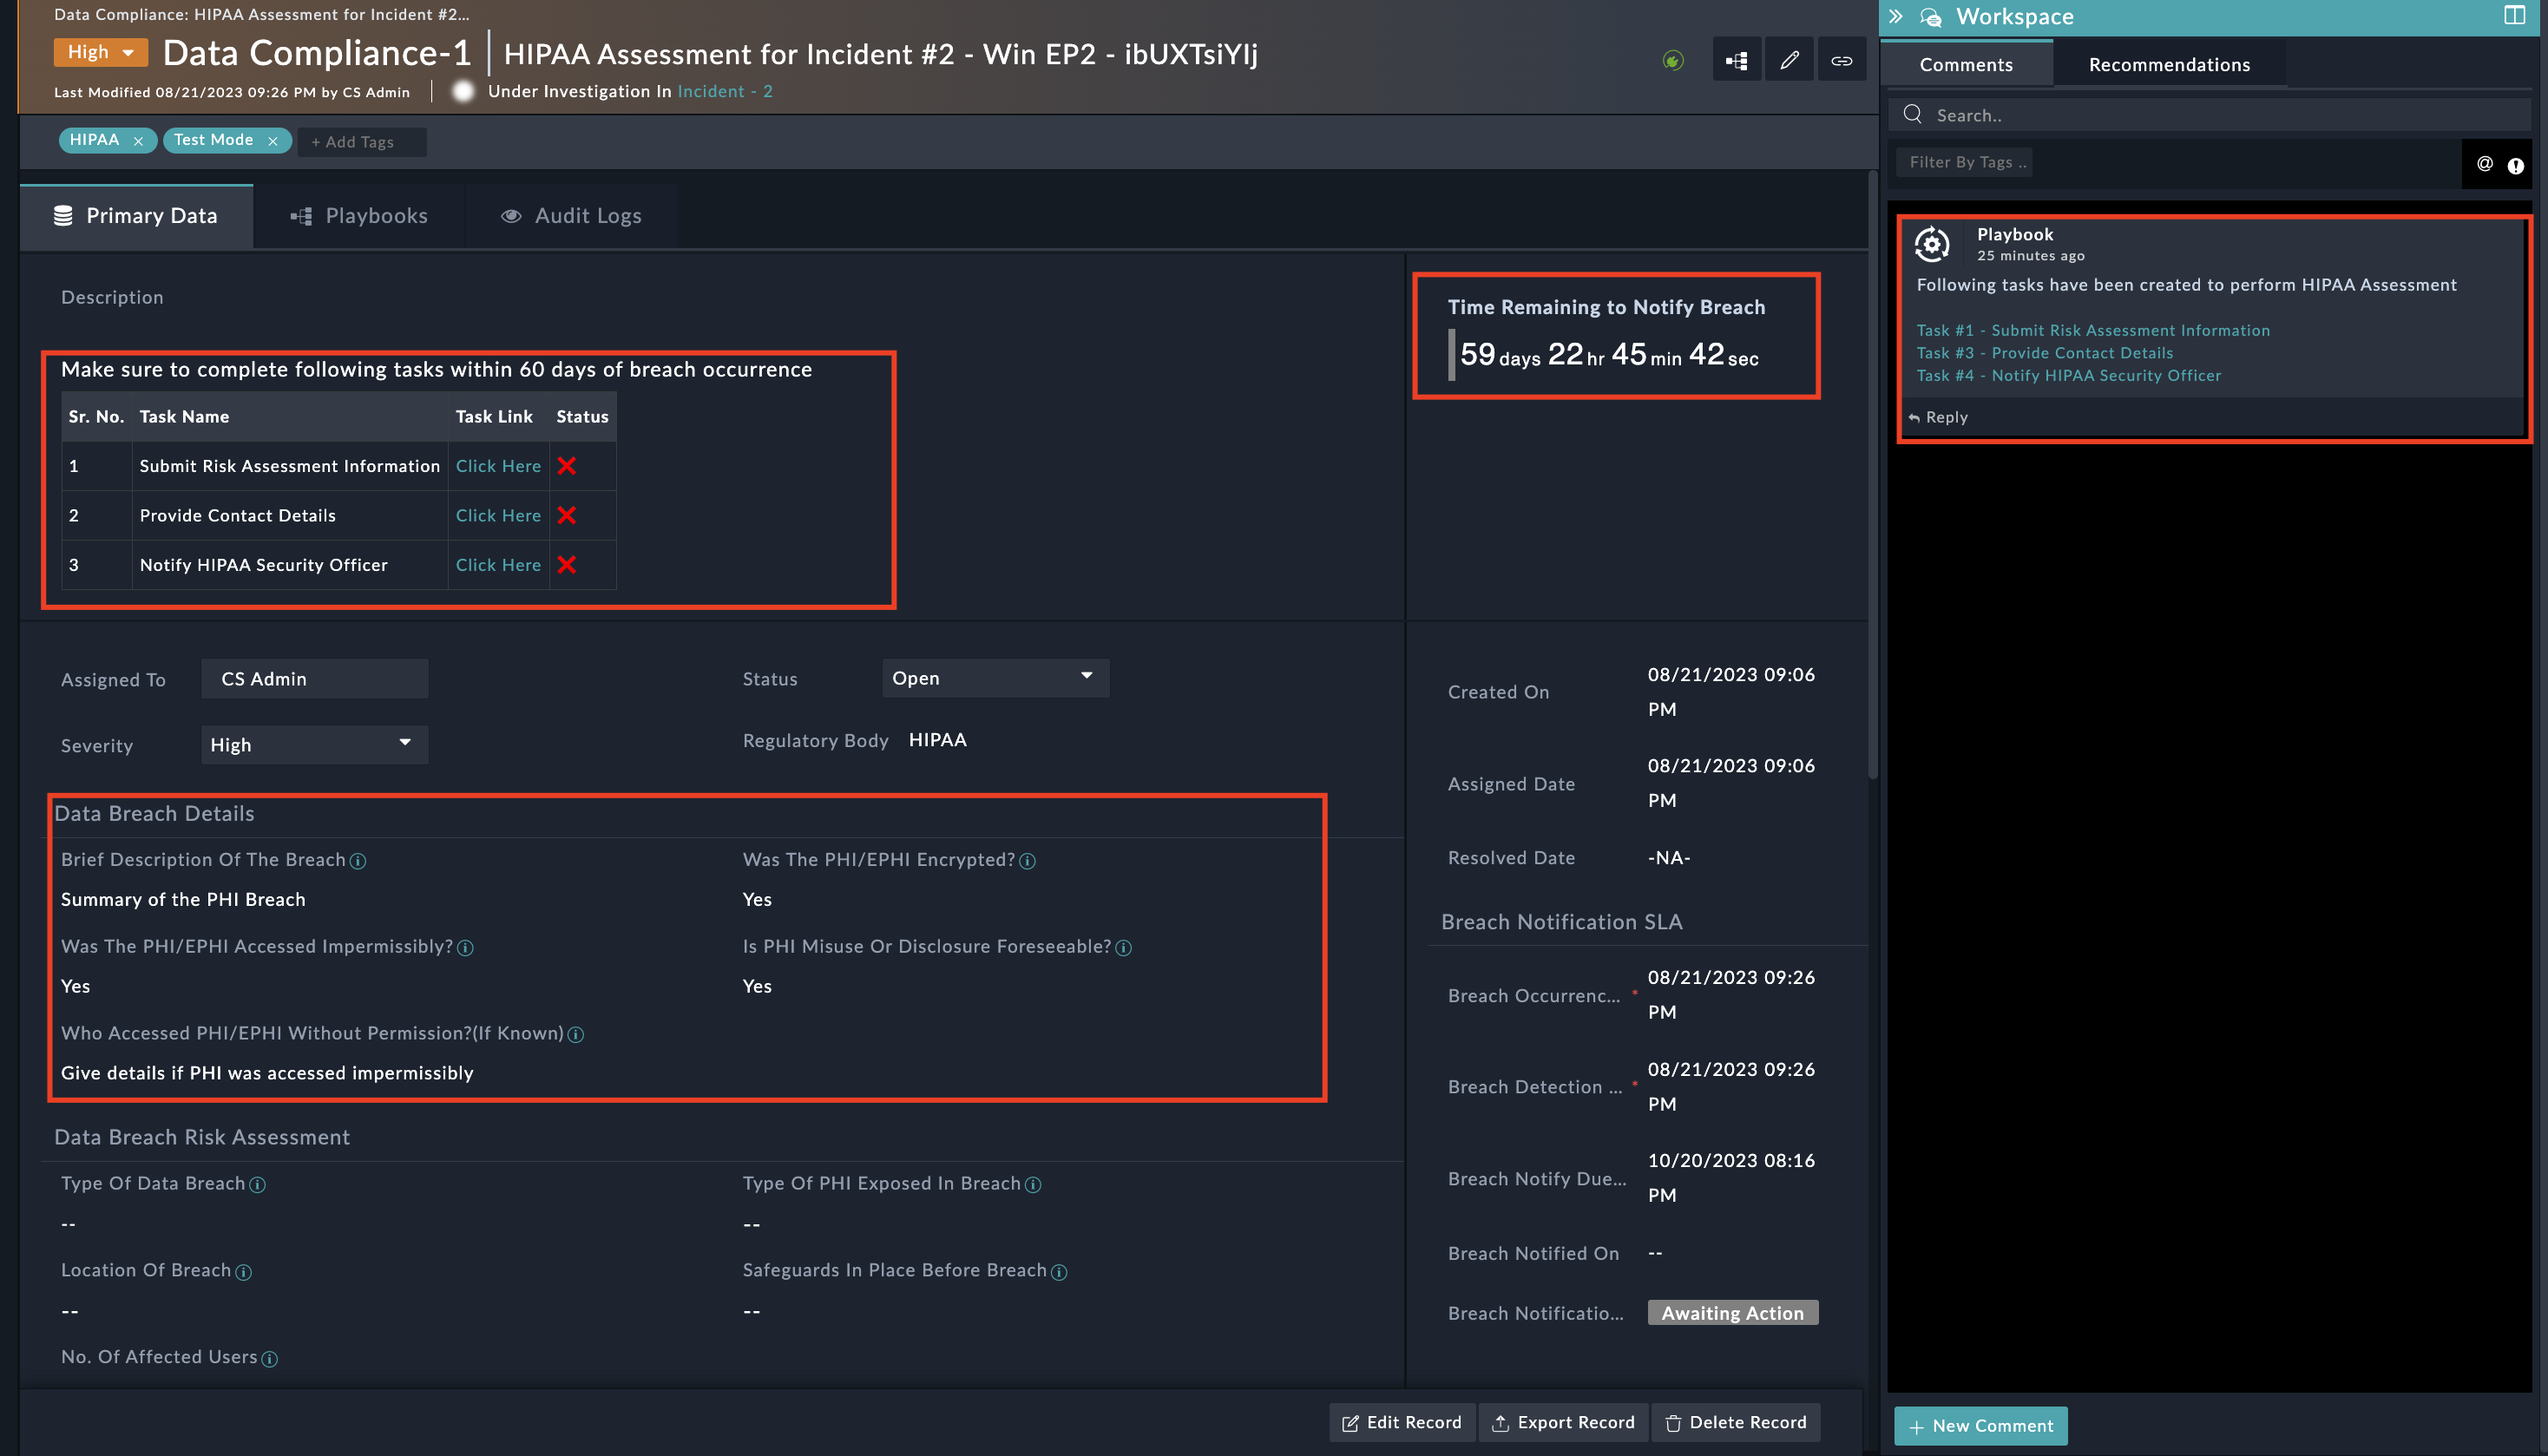 Data Compliance: HIPAA Assessment for Incident #2...
High
Data Compliance-1
HIPAA Assessment for Incident #2 - Win EP2 - ibUXTsiYIj
Last Modified 08/21/2023 09:26 PM by CS Admin
Under Investigation In Incident - 2
HIPAA ×
Test Mode ×
+ Add Tags
Primary Data
Playbooks
Audit Logs
Description
Make sure to complete following tasks within 60 days of breach occurrence
Sr. No. Task Name Task Link Status
1 Submit Risk Assessment Information Click Here
2 Provide Contact Details Click Here
3 Notify HIPAA Security Officer Click Here
Time Remaining to Notify Breach
59 days 22 hr 45 min 42 sec
Assigned To CS Admin
Status Open
Severity High
Regulatory Body HIPAA
Data Breach Details
Brief Description Of The Breach
Summary of the PHI Breach
Was The PHI/EPHI Encrypted?
Yes
Was The PHI/EPHI Accessed Impermissibly?
Yes
Is PHI Misuse Or Disclosure Foreseeable?
Yes
Who Accessed PHI/EPHI Without Permission?(If Known)
Give details if PHI was accessed impermissibly
Data Breach Risk Assessment
Type Of Data Breach
--
Type Of PHI Exposed In Breach
--
Location Of Breach
--
Safeguards In Place Before Breach
--
No. Of Affected Users
Created On 08/21/2023 09:06
PM
Assigned Date 08/21/2023 09:06
PM
Resolved Date -NA-
Breach Notification SLA
Breach Occurrenc... * 08/21/2023 09:26
PM
Breach Detection ... * 08/21/2023 09:26
PM
Breach Notify Due... 10/20/2023 08:16
PM
Breach Notified On --
Breach Notificatio... Awaiting Action
Edit Record
Export Record
Delete Record
Workspace
Comments
Recommendations
Search..
Filter By Tags ..
@
Playbook
25 minutes ago
Following tasks have been created to perform HIPAA Assessment
Task #1 - Submit Risk Assessment Information
Task #3 - Provide Contact Details
Task #4 - Notify HIPAA Security Officer
Reply
+ New Comment